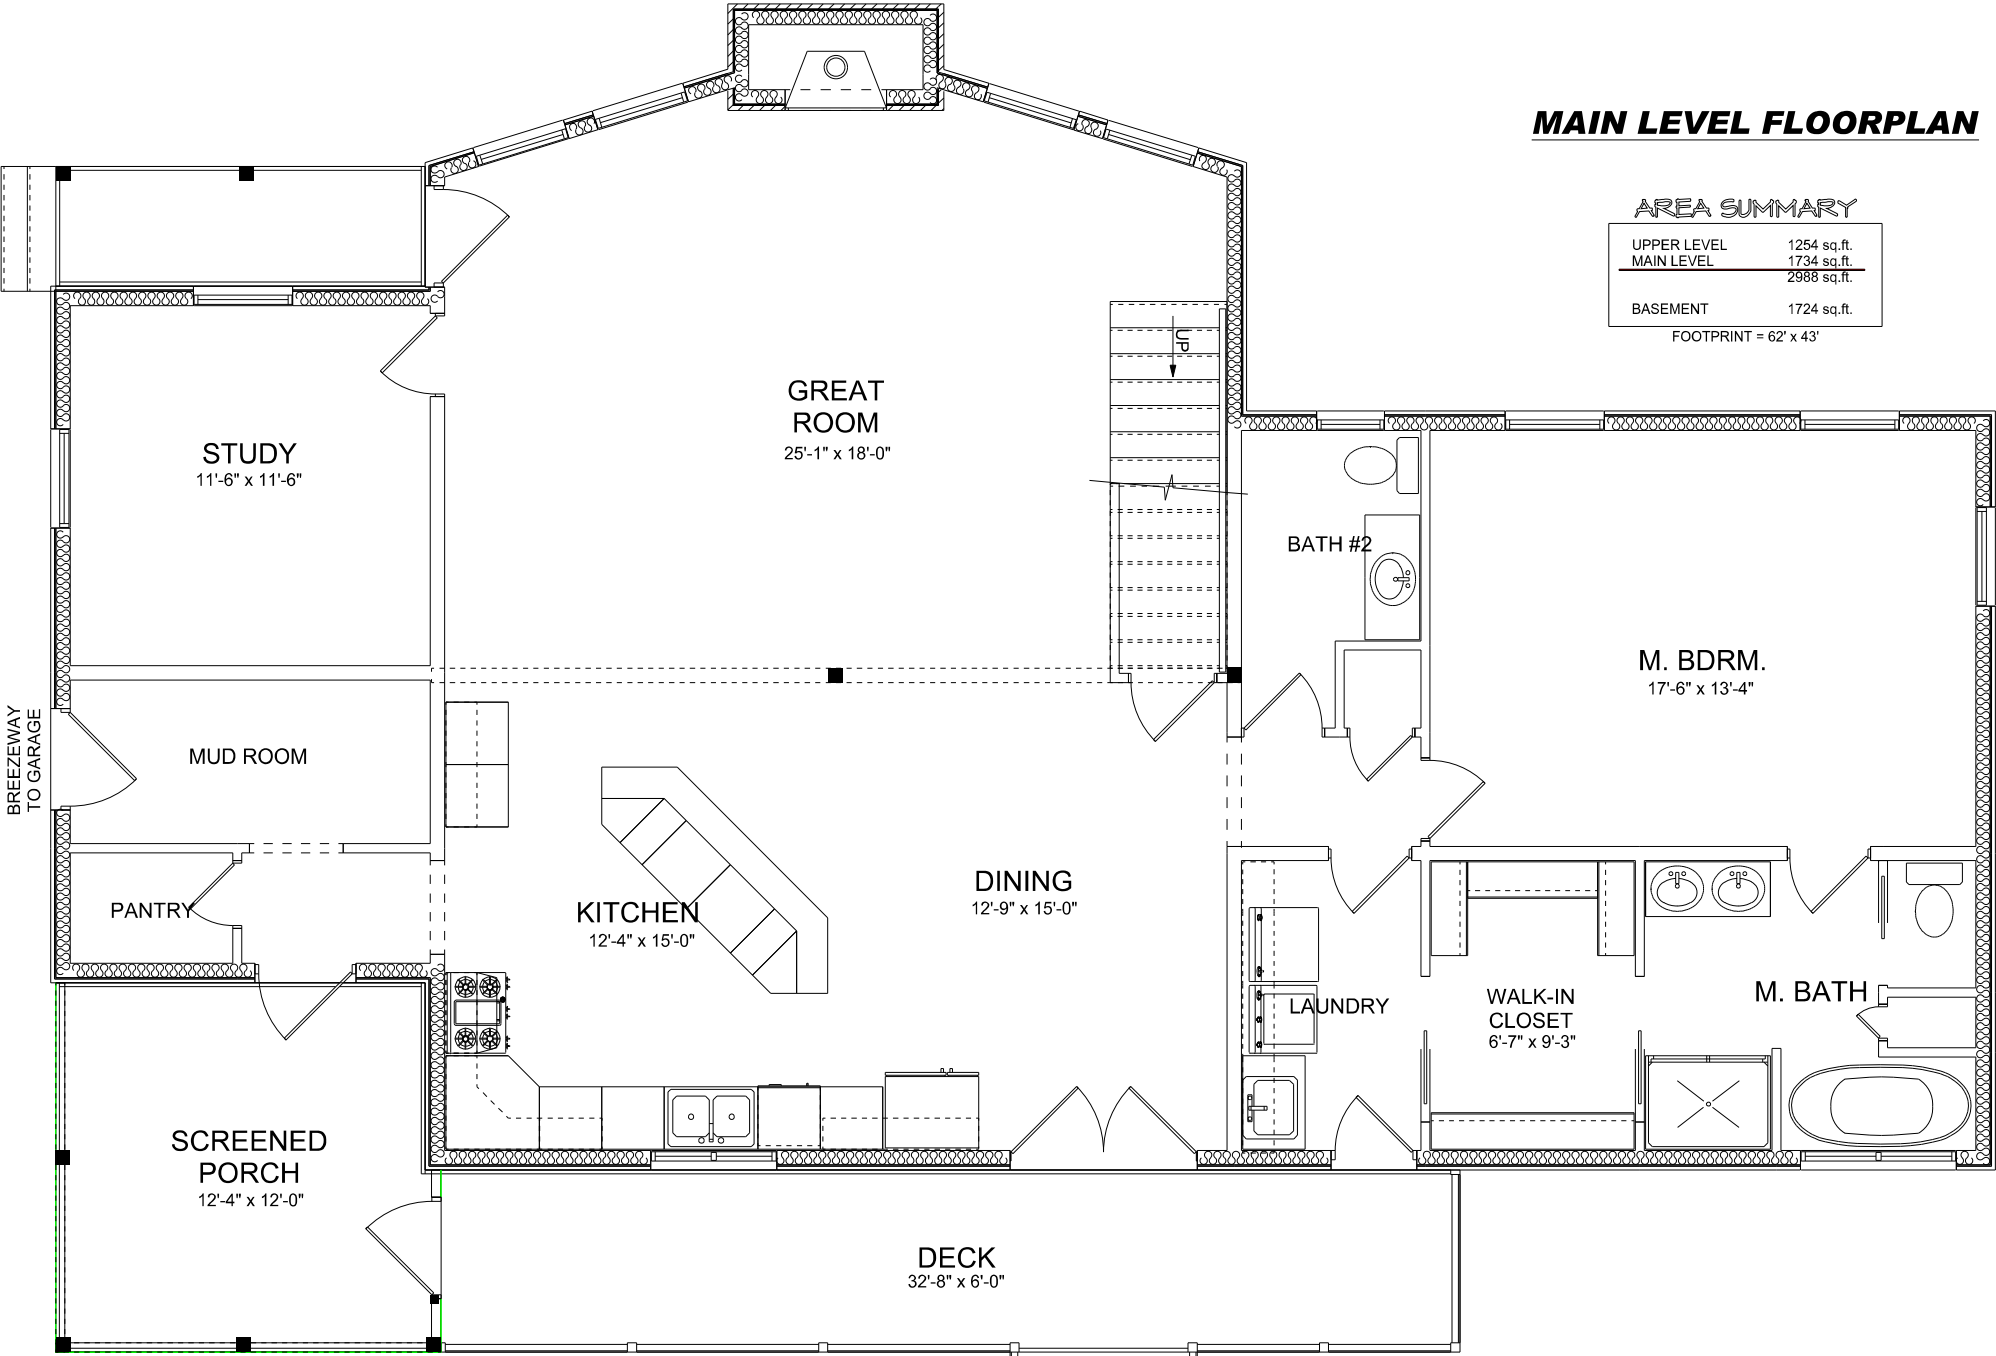 MAIN LEVEL FLOORPLAN
AREA SUMMARY
UPPER LEVEL 1254 sq.ft.
MAIN LEVEL 1734 sq.ft.
2988 sq.ft.
BASEMENT 1724 sq.ft.
FOOTPRINT = 62' x 43'
UP
GREAT
ROOM
25'-1" x 18'-0"
STUDY
11'-6" x 11'-6"
BATH #2
M. BDRM.
17'-6" x 13'-4"
BREEZEWAY
TO GARAGE
MUD ROOM
PANTRY
KITCHEN
12'-4" x 15'-0"
DINING
12'-9" x 15'-0"
LAUNDRY
WALK-IN
CLOSET
6'-7" x 9'-3"
M. BATH
SCREENED
PORCH
12'-4" x 12'-0"
DECK
32'-8" x 6'-0"